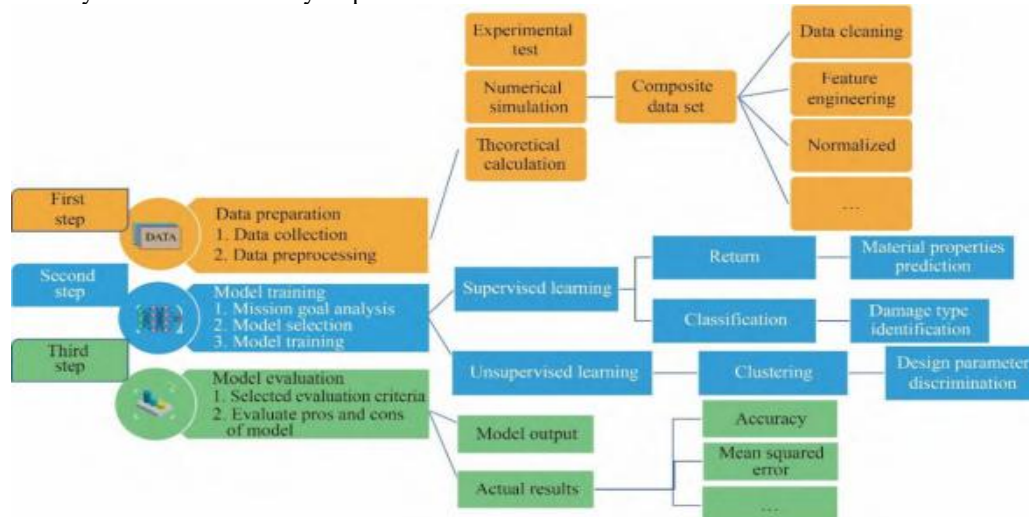 Experimental
test
Numerical
simulation
Theoretical
calculation
Composite
data set
Data cleaning
Feature
engineering
Normalized
...
First
step
DATA
Data preparation
1. Data collection
2. Data preprocessing
Second
step
Model training
1. Mission goal analysis
2. Model selection
3. Model training
Supervised learning
Return
Material properties
prediction
Classification
Damage type
identification
Unsupervised learning
Clustering
Design parameter
discrimination
Third
step
Model evaluation
1. Selected evaluation criteria
2. Evaluate pros and cons
of model
Model output
Actual results
Accuracy
Mean squared
error
...